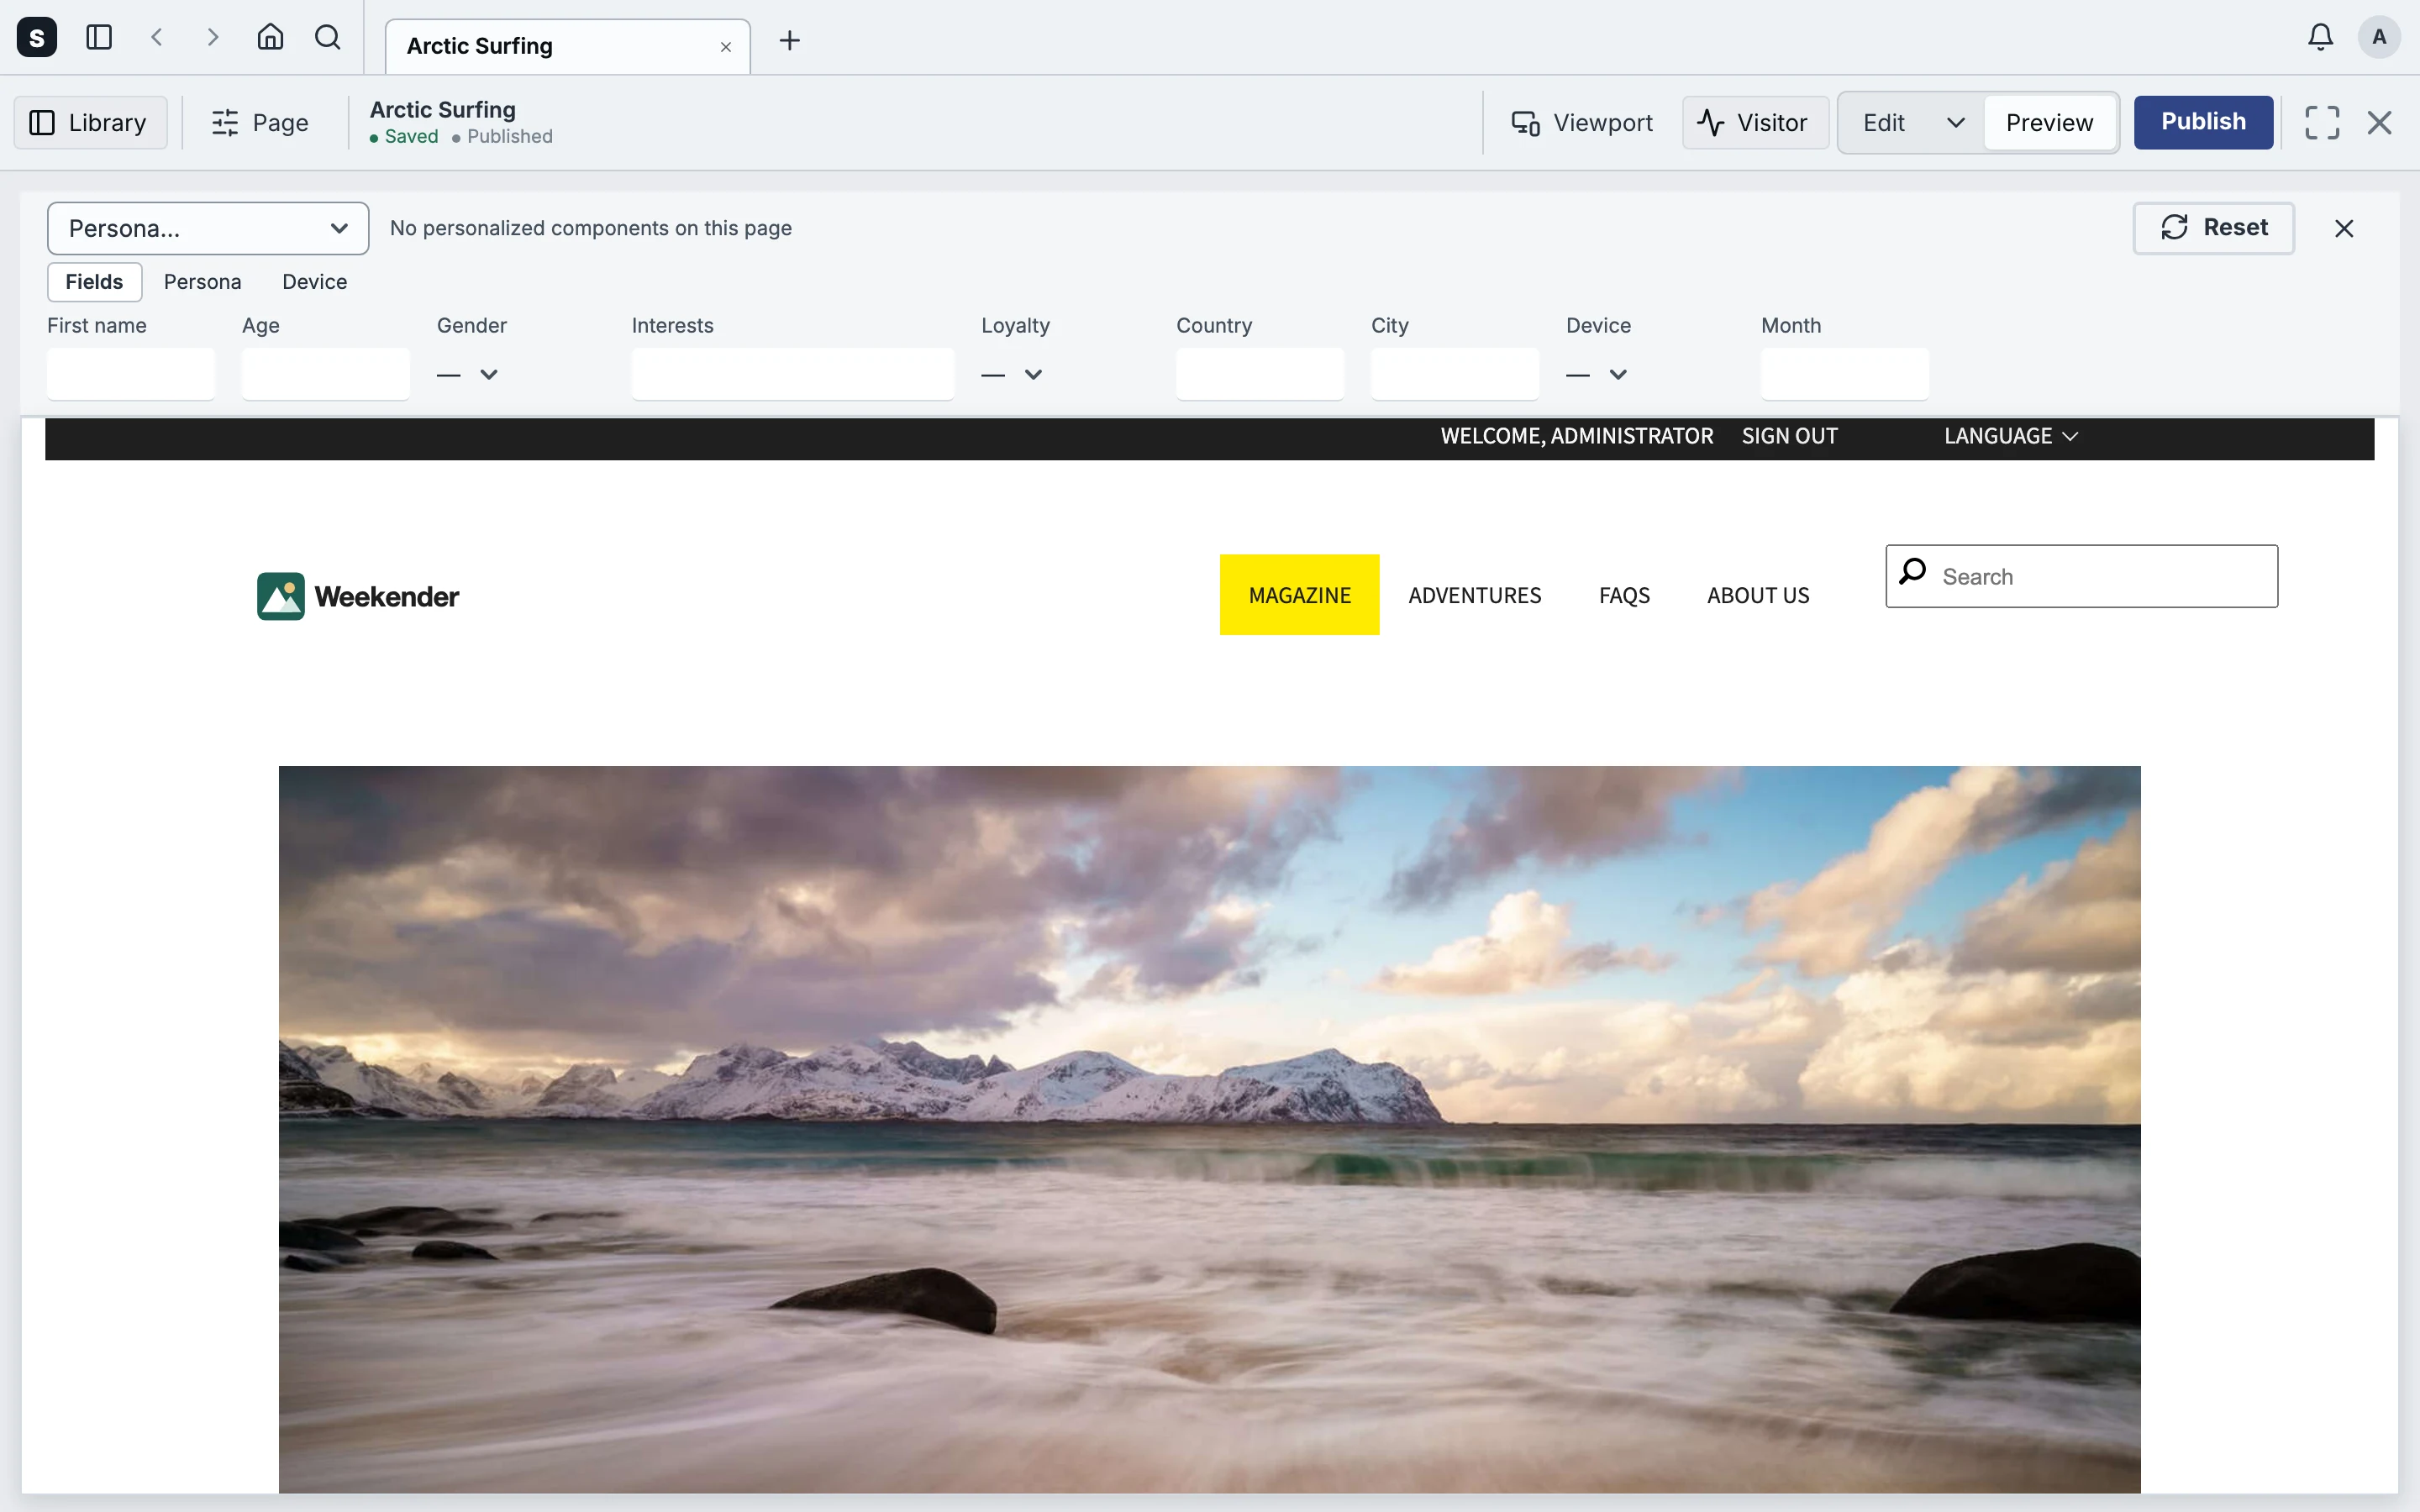 S
Arctic Surfing
A
Library
Page
Arctic Surfing
Saved
Published
Viewport
Visitor
Edit
Preview
Publish
Persona...
No personalized components on this page
Reset
Fields
Persona
Device
First name
Age
Gender
Interests
Loyalty
Country
City
Device
Month
—
—
—
WELCOME, ADMINISTRATOR
SIGN OUT
LANGUAGE
Weekender
MAGAZINE
ADVENTURES
FAQS
ABOUT US
Search